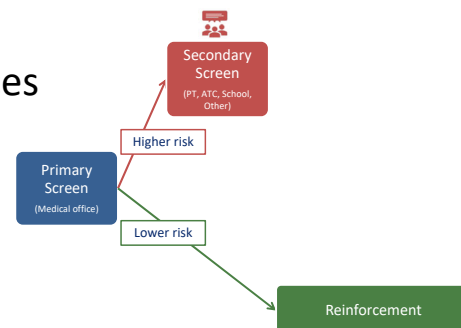 es
Secondary
Screen
(PT, ATC, School,
Other)
Higher risk
Primary
Screen
(Medical office)
Lower risk
Reinforcement